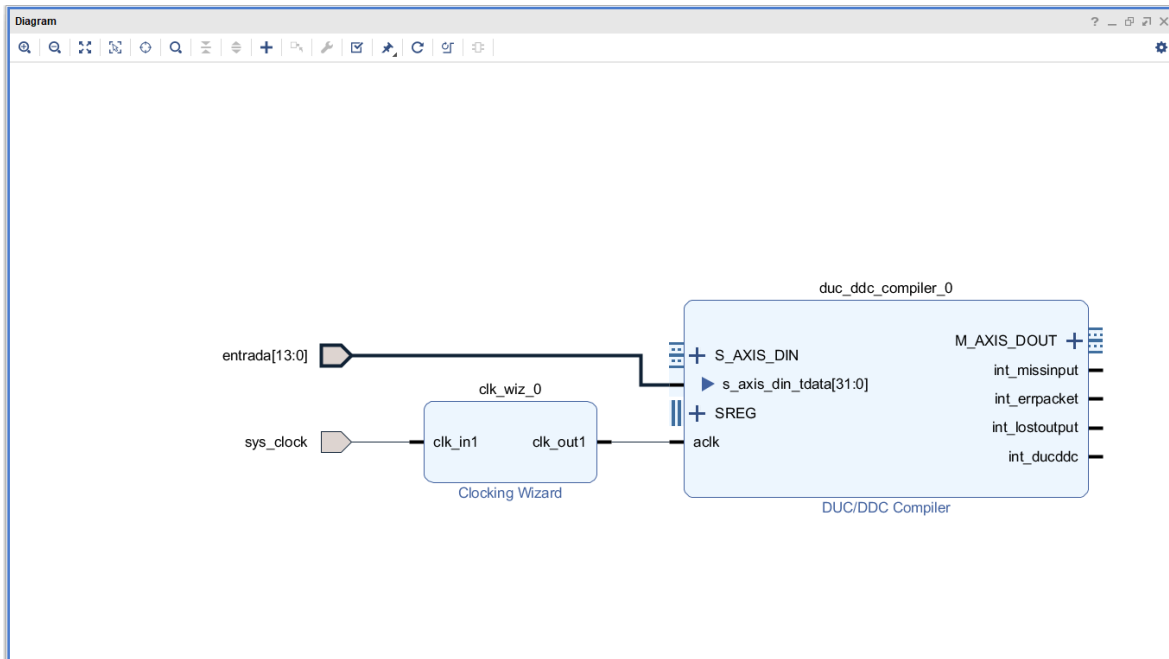 Diagram
duc_ddc_compiler_0
entrada[13:0]
S_AXIS_DIN
M_AXIS_DOUT
int_missinput
s_axis_din_tdata[31:0]
clk_wiz_0
int_errpacket
SREG
int_lostoutput
sys_clock
clk_in1
clk_out1
aclk
int_ducddc
Clocking Wizard
DUC/DDC Compiler